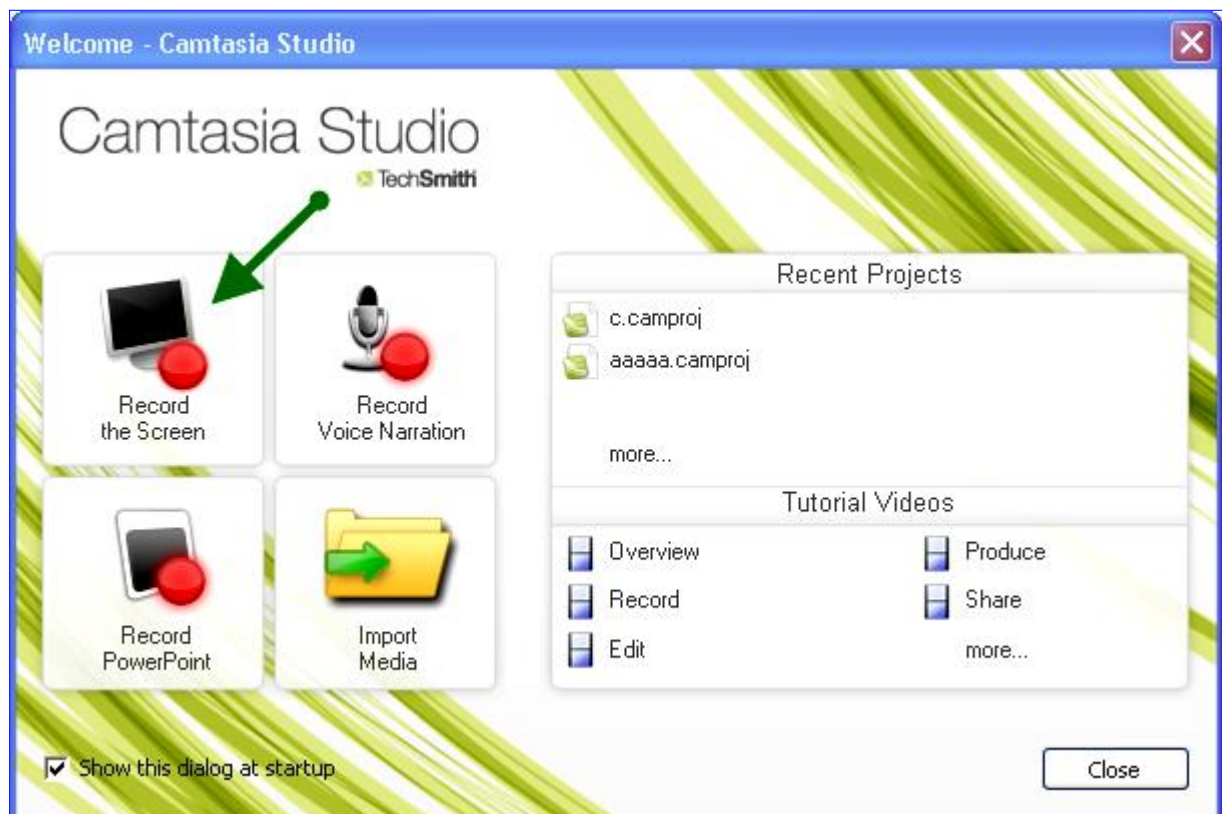 Welcome - Camtasia Studio
Camtasia Studio
TechSmith
Record
the Screen
Record
Voice Narration
Record
PowerPoint
Import
Media
Recent Projects
c.camproj
aaaaa.camproj
more...
Tutorial Videos
Overview
Produce
Record
Share
Edit
more...
Show this dialog at startup
Close